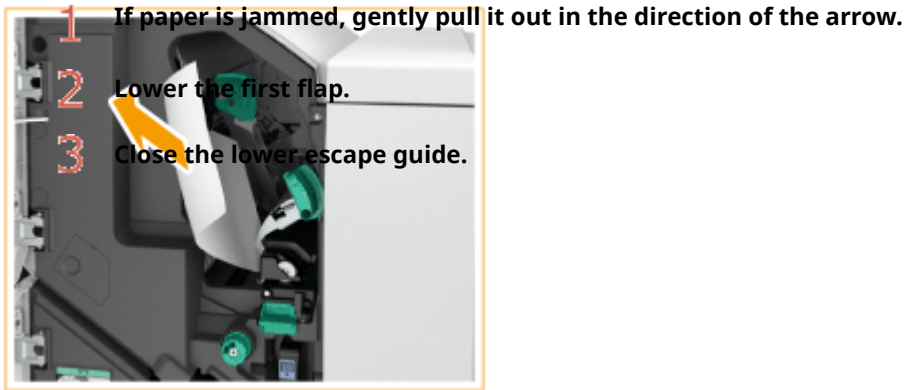 1 If paper is jammed, gently pull it out in the direction of the arrow.
2 Lower the first flap.
3 Close the lower escape guide.